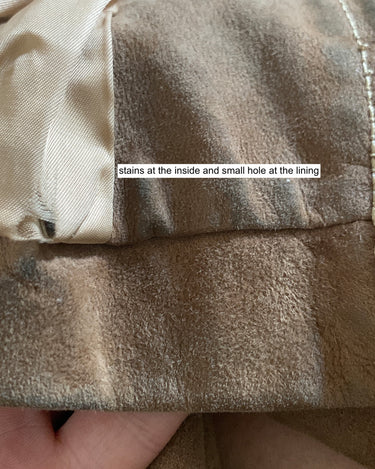 stains at the inside and small hole at the lining